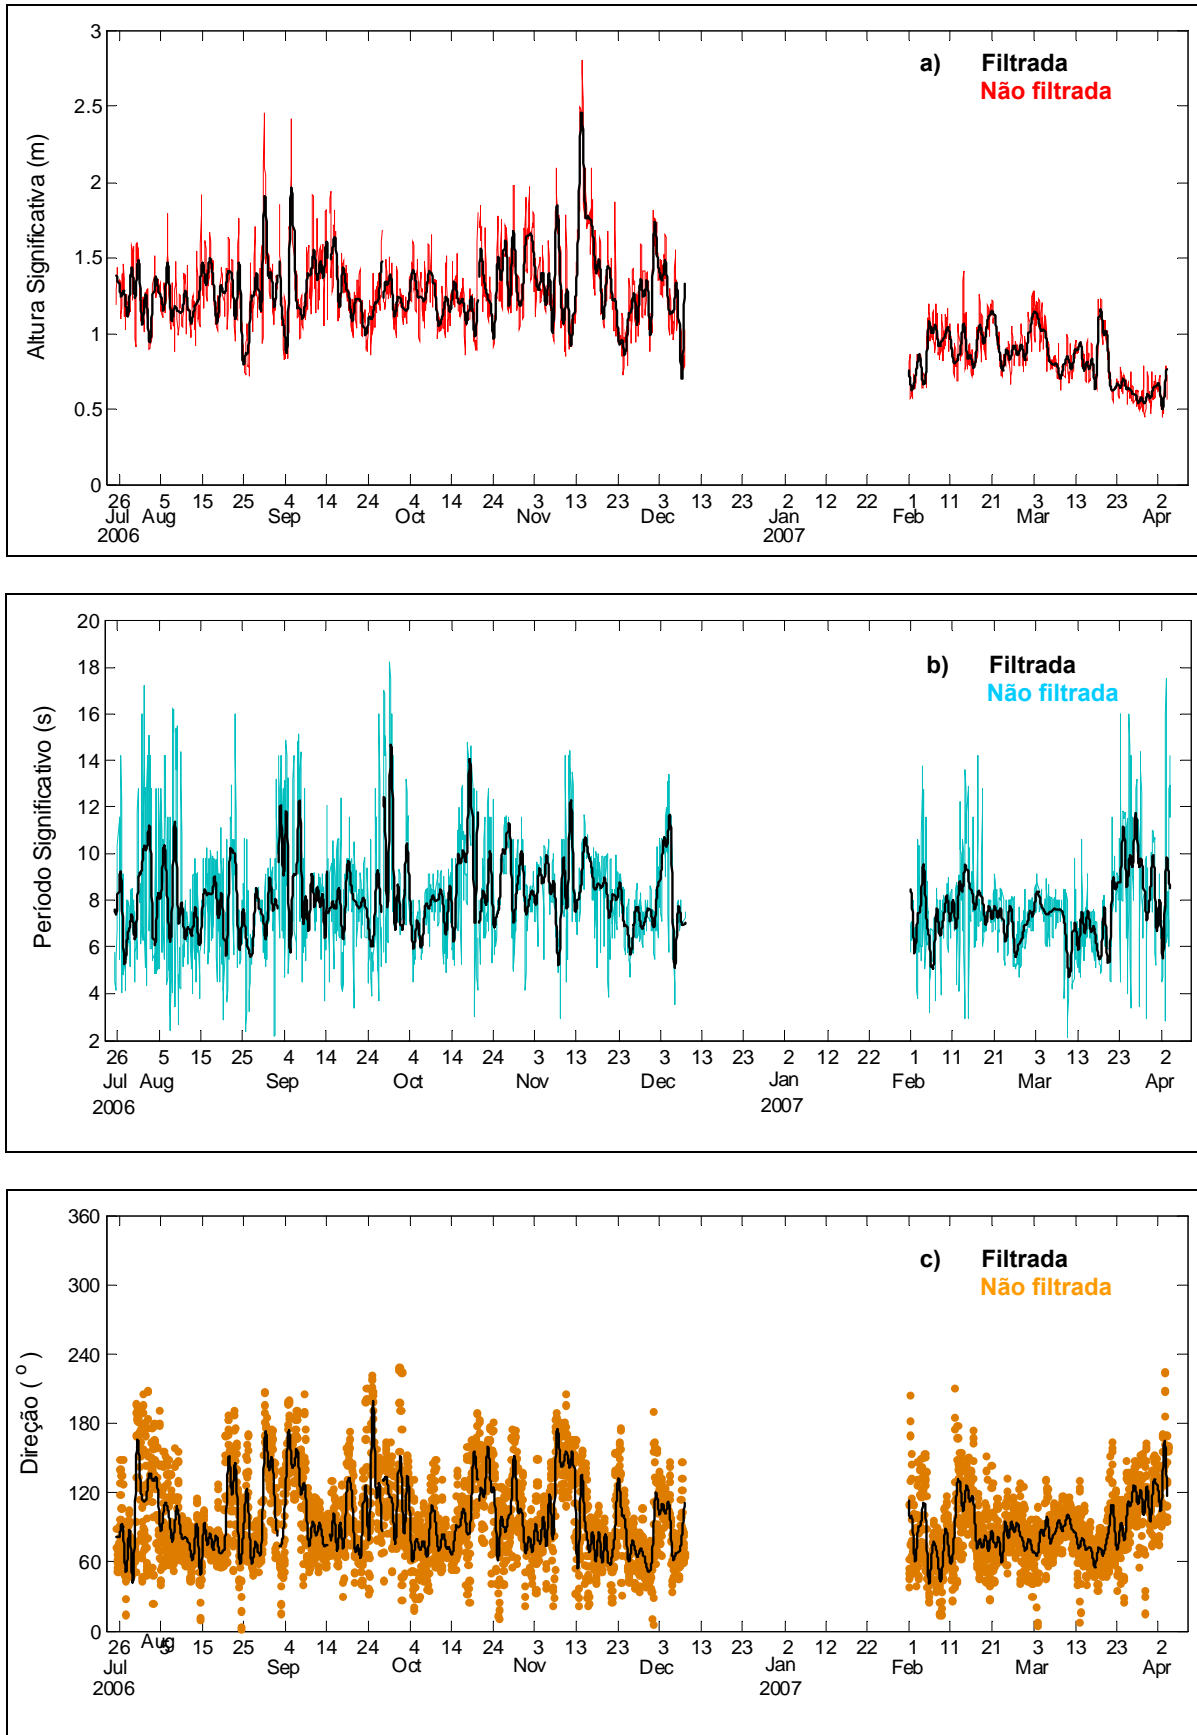 3
a) Filtrada
Não filtrada
2.5
2
1.5
1
0.5
0
Altura Significativa (m)
26 5 15 25 4 14 24 4 14 24 3 13 23 3 13 23 2 12 22 1 11 21 3 13 23 2
Jul Aug Sep Oct Nov Dec Jan Feb Mar Apr
2006 2007
20
18
b) Filtrada
Não filtrada
16
14
12
10
8
6
4
2
Período Significativo (s)
26 5 15 25 4 14 24 4 14 24 3 13 23 3 13 23 2 12 22 1 11 21 3 13 23 2
Jul Aug Sep Oct Nov Dec Jan Feb Mar Apr
2006 2007
360
c) Filtrada
Não filtrada
300
240
180
120
60
0
Direção ( o )
26 5 15 25 4 14 24 4 14 24 3 13 23 3 13 23 2 12 22 1 11 21 3 13 23 2
Jul Aug Sep Oct Nov Dec Jan Feb Mar Apr
2006 2007